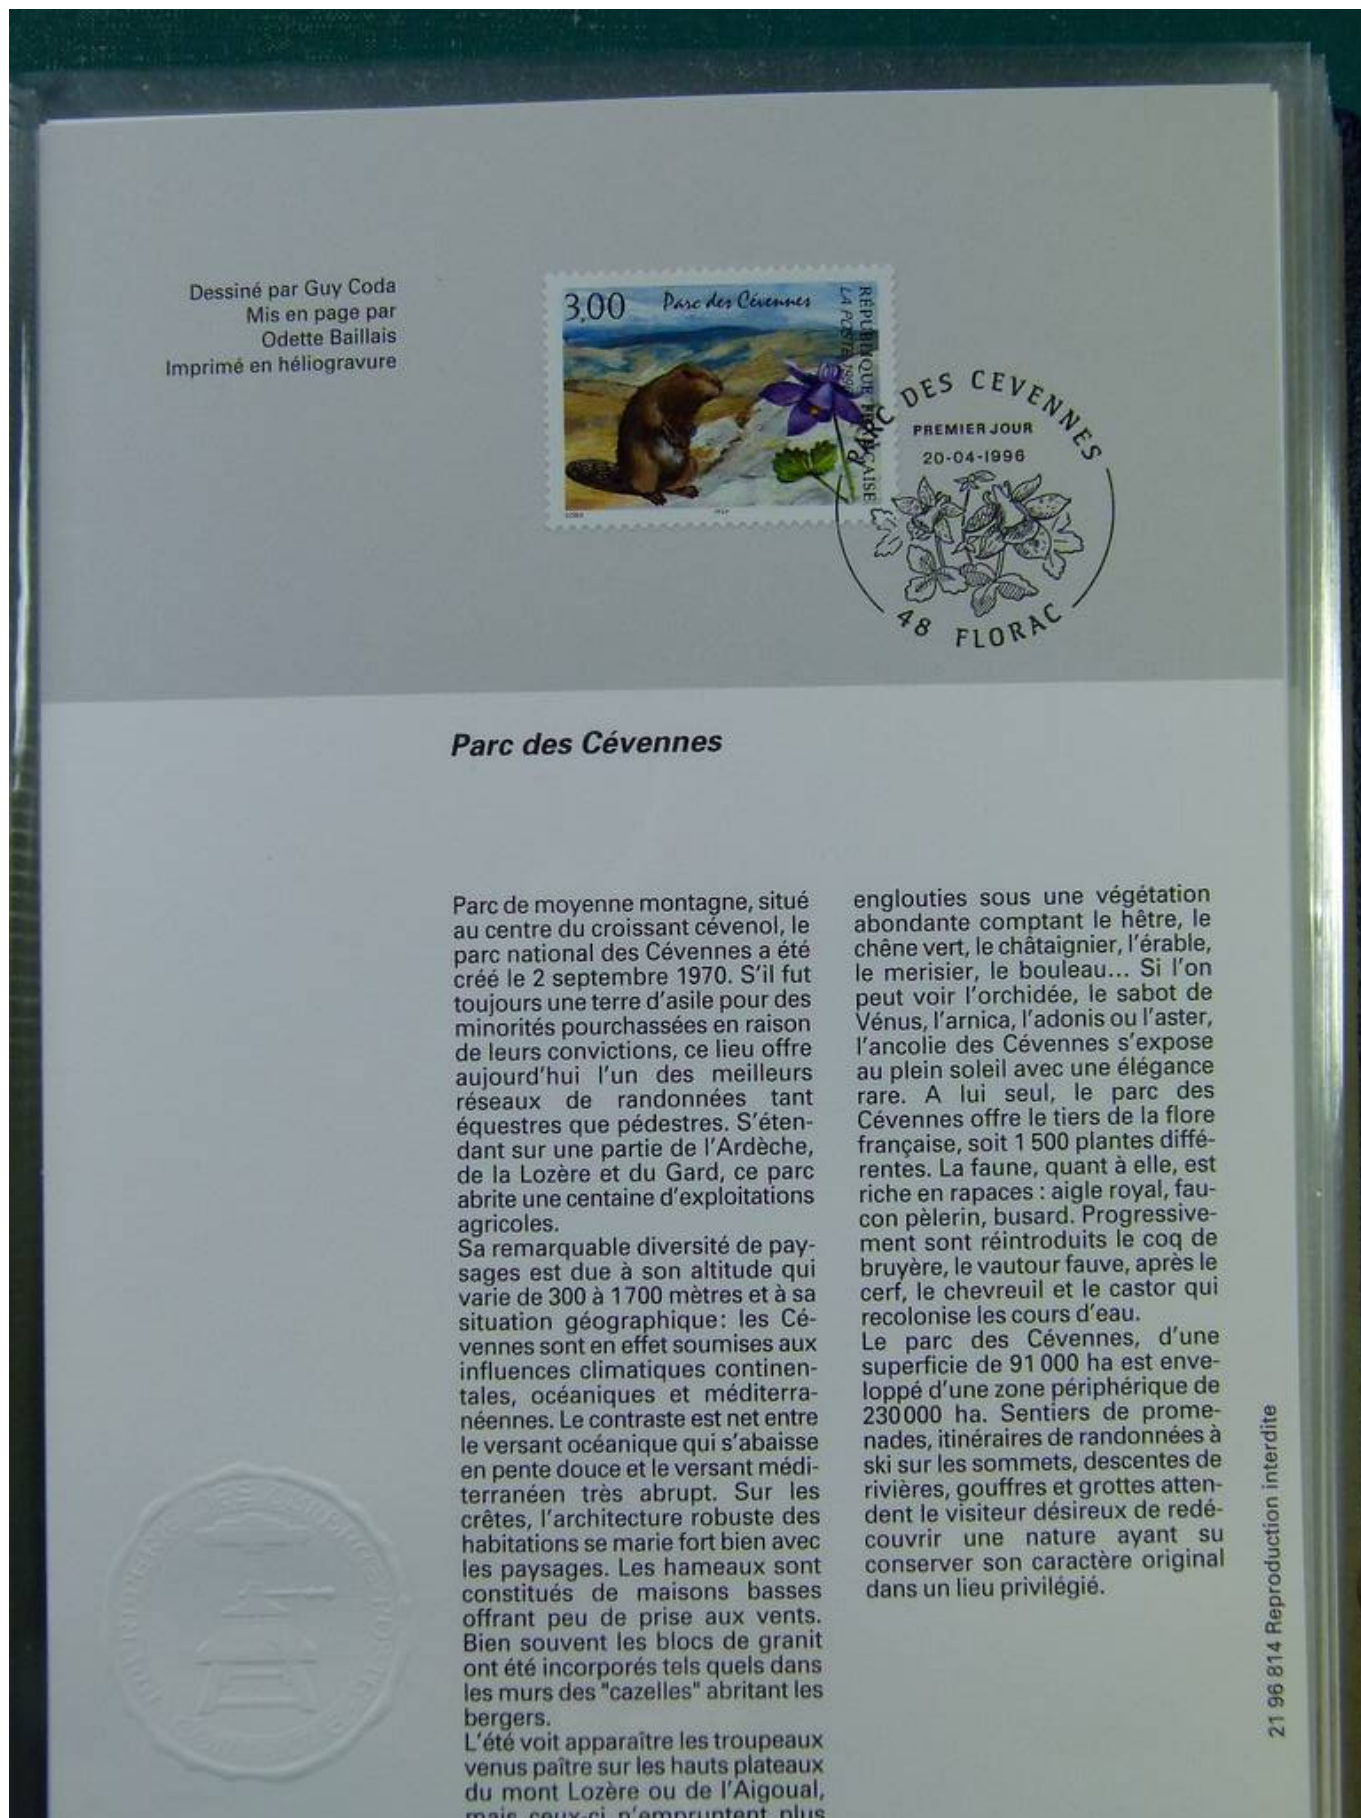 Dessiné par Guy Coda
Mis en page par
Odette Baillais
Imprimé en héliogravure
3,00
Parc des Cévennes
RÉPUBLIQUE FRANÇAISE
LA POSTE 1996
PARC DES CEVENNES
PREMIER JOUR
20-04-1996
48 FLORAC
Parc des Cévennes
Parc de moyenne montagne, situé
au centre du croissant cévenol, le
parc national des Cévennes a été
créé le 2 septembre 1970. S'il fut
toujours une terre d'asile pour des
minorités pourchassées en raison
de leurs convictions, ce lieu offre
aujourd'hui l'un des meilleurs
réseaux de randonnées tant
équestres que pédestres. S'éten-
dant sur une partie de l'Ardèche,
de la Lozère et du Gard, ce parc
abrite une centaine d'exploitations
agricoles.
Sa remarquable diversité de pay-
sages est due à son altitude qui
varie de 300 à 1700 mètres et à sa
situation géographique: les Cé-
vennes sont en effet soumises aux
influences climatiques continen-
tales, océaniques et méditerra-
néennes. Le contraste est net entre
le versant océanique qui s'abaisse
en pente douce et le versant médi-
terranéen très abrupt. Sur les
crêtes, l'architecture robuste des
habitations se marie fort bien avec
les paysages. Les hameaux sont
constitués de maisons basses
offrant peu de prise aux vents.
Bien souvent les blocs de granit
ont été incorporés tels quels dans
les murs des "cazelles" abritant les
bergers.
L'été voit apparaître les troupeaux
venus paître sur les hauts plateaux
du mont Lozère ou de l'Aigoual,
mais ceux-ci n'empruntent plus
englouties sous une végétation
abondante comptant le hêtre, le
chêne vert, le châtaignier, l'érable,
le merisier, le bouleau... Si l'on
peut voir l'orchidée, le sabot de
Vénus, l'arnica, l'adonis ou l'aster,
l'ancolie des Cévennes s'expose
au plein soleil avec une élégance
rare. A lui seul, le parc des
Cévennes offre le tiers de la flore
française, soit 1 500 plantes diffé-
rentes. La faune, quant à elle, est
riche en rapaces : aigle royal, fau-
con pèlerin, busard. Progressive-
ment sont réintroduits le coq de
bruyère, le vautour fauve, après le
cerf, le chevreuil et le castor qui
recolonise les cours d'eau.
Le parc des Cévennes, d'une
superficie de 91 000 ha est enve-
loppé d'une zone périphérique de
230 000 ha. Sentiers de prome-
nades, itinéraires de randonnées à
ski sur les sommets, descentes de
rivières, gouffres et grottes atten-
dent le visiteur désireux de redé-
couvrir une nature ayant su
conserver son caractère original
dans un lieu privilégié.
21 96 814 Reproduction interdite